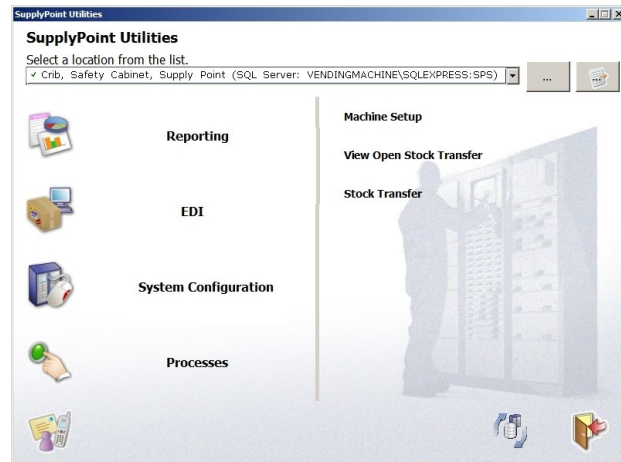 SupplyPoint Utilities
SupplyPoint Utilities
Select a location from the list.
✓ Crib, Safety Cabinet, Supply Point (SQL Server: VENDINGMACHINE\SQLEXPRESS:SPS)
...
Reporting
EDI
System Configuration
Processes
Machine Setup
View Open Stock Transfer
Stock Transfer